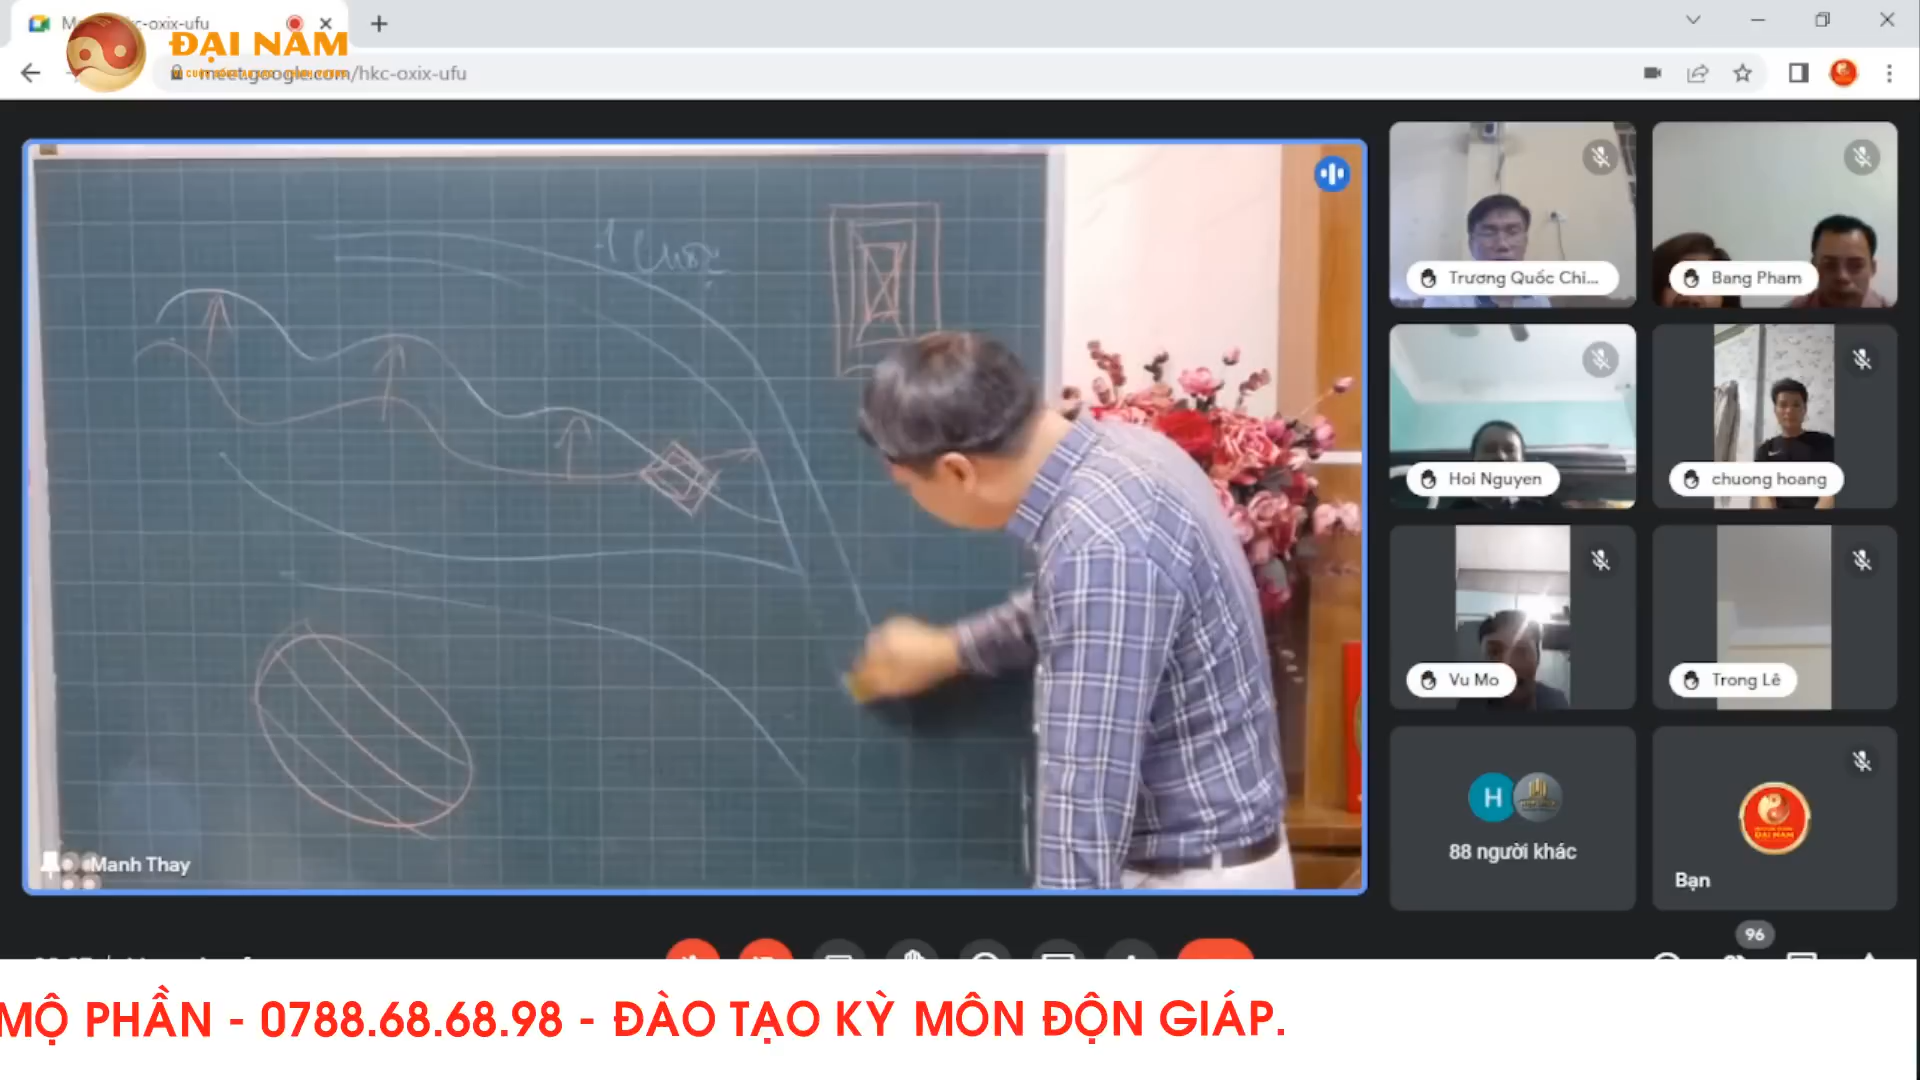 ĐẠI NAM
meet.google.com/hkc-oxix-ufu
Trương Quốc Chi...
Bang Pham
Hoi Nguyen
chuong hoang
Vu Mo
Trong Lê
H
88 người khác
ĐẠI NAM
Bạn
Manh Thay
96
MỘ PHẦN - 0788.68.68.98 - ĐÀO TẠO KỲ MÔN ĐỘN GIÁP.